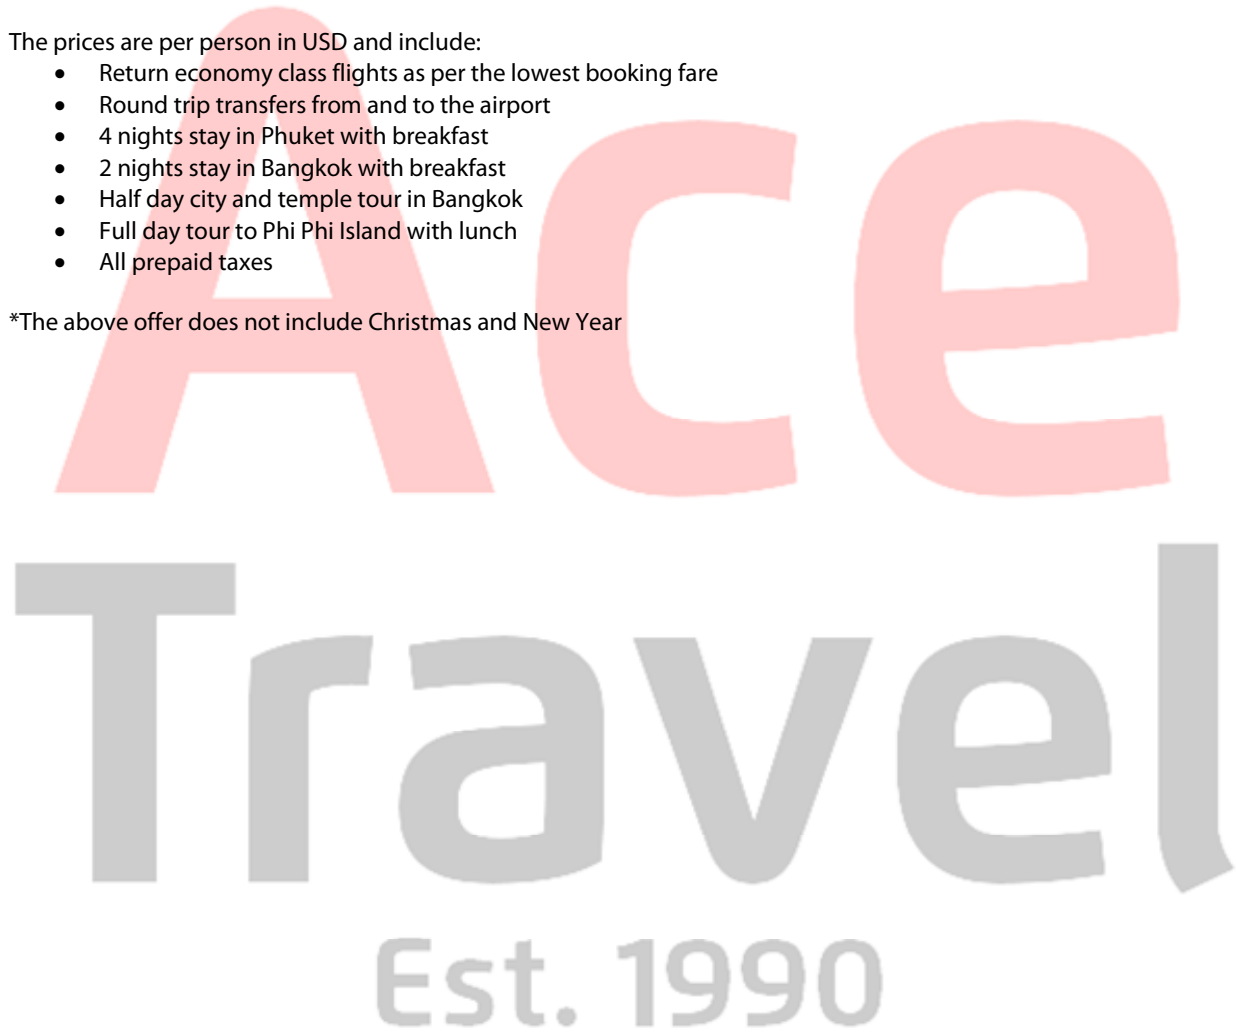 The prices are per person in USD and include:
• Return economy class flights as per the lowest booking fare
• Round trip transfers from and to the airport
• 4 nights stay in Phuket with breakfast
• 2 nights stay in Bangkok with breakfast
• Half day city and temple tour in Bangkok
• Full day tour to Phi Phi Island with lunch
• All prepaid taxes
*The above offer does not include Christmas and New Year
Ace
Travel
Est. 1990